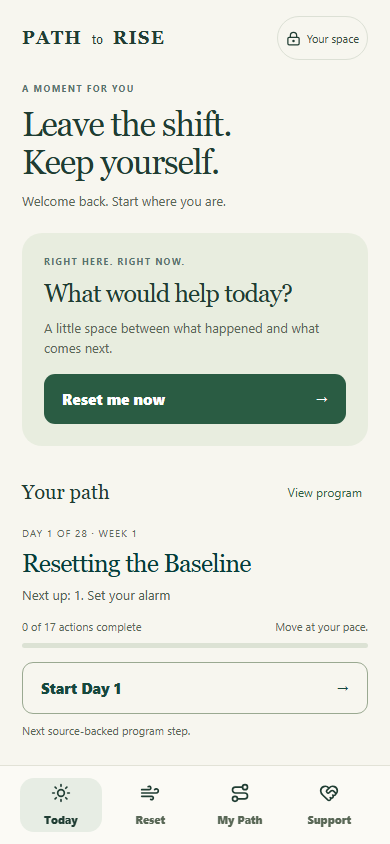 PATH to RISE
Your space
A MOMENT FOR YOU
Leave the shift.
Keep yourself.
Welcome back. Start where you are.
RIGHT HERE. RIGHT NOW.
What would help today?
A little space between what happened and what
comes next.
Reset me now →
Your path
View program
DAY 1 OF 28 · WEEK 1
Resetting the Baseline
Next up: 1. Set your alarm
0 of 17 actions complete
Move at your pace.
Start Day 1 →
Next source-backed program step.
Today
Reset
My Path
Support